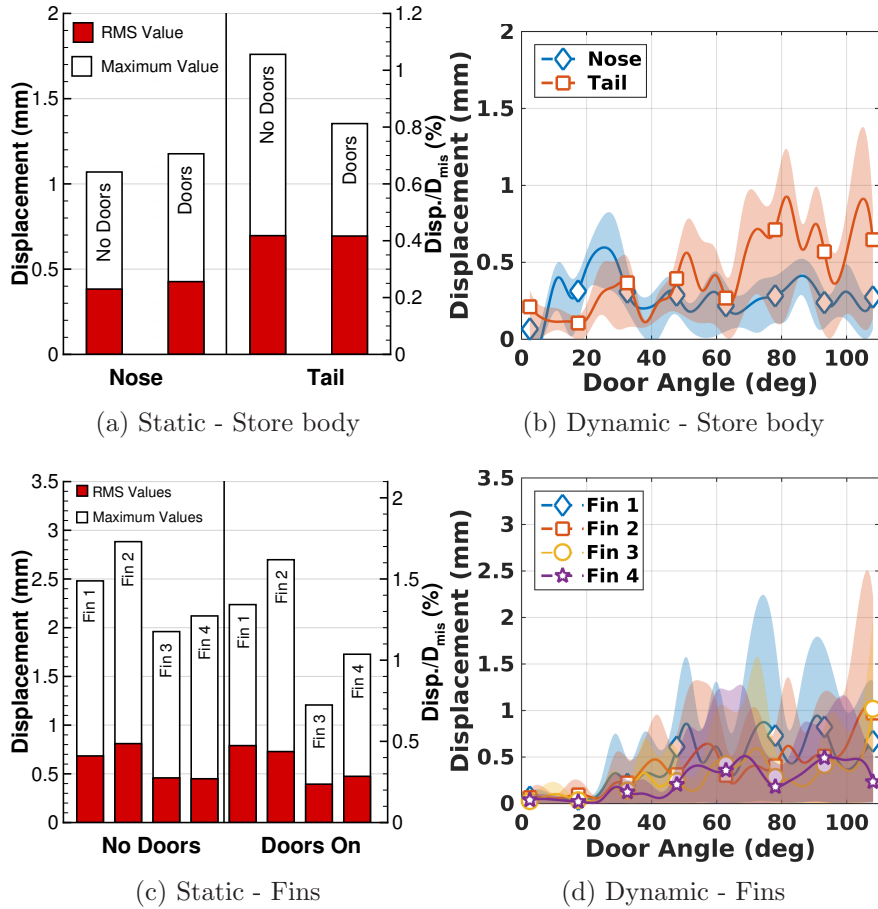 RMS Value
Maximum Value
Displacement (mm)
0
0.5
1
1.5
2
0
0.2
0.4
0.6
0.8
1
1.2
Disp./D_mis (%)
No Doors
Doors
No Doors
Doors
Nose
Tail
(a) Static - Store body
Nose
Tail
Displacement (mm)
0
0.5
1
1.5
2
0
20
40
60
80
100
Door Angle (deg)
(b) Dynamic - Store body
RMS Values
Maximum Values
Displacement (mm)
0
0.5
1
1.5
2
2.5
3
3.5
0
0.5
1
1.5
2
Disp./D_mis (%)
Fin 1
Fin 2
Fin 3
Fin 4
Fin 1
Fin 2
Fin 3
Fin 4
No Doors
Doors On
(c) Static - Fins
Fin 1
Fin 2
Fin 3
Fin 4
Displacement (mm)
0
0.5
1
1.5
2
2.5
3
3.5
0
20
40
60
80
100
Door Angle (deg)
(d) Dynamic - Fins